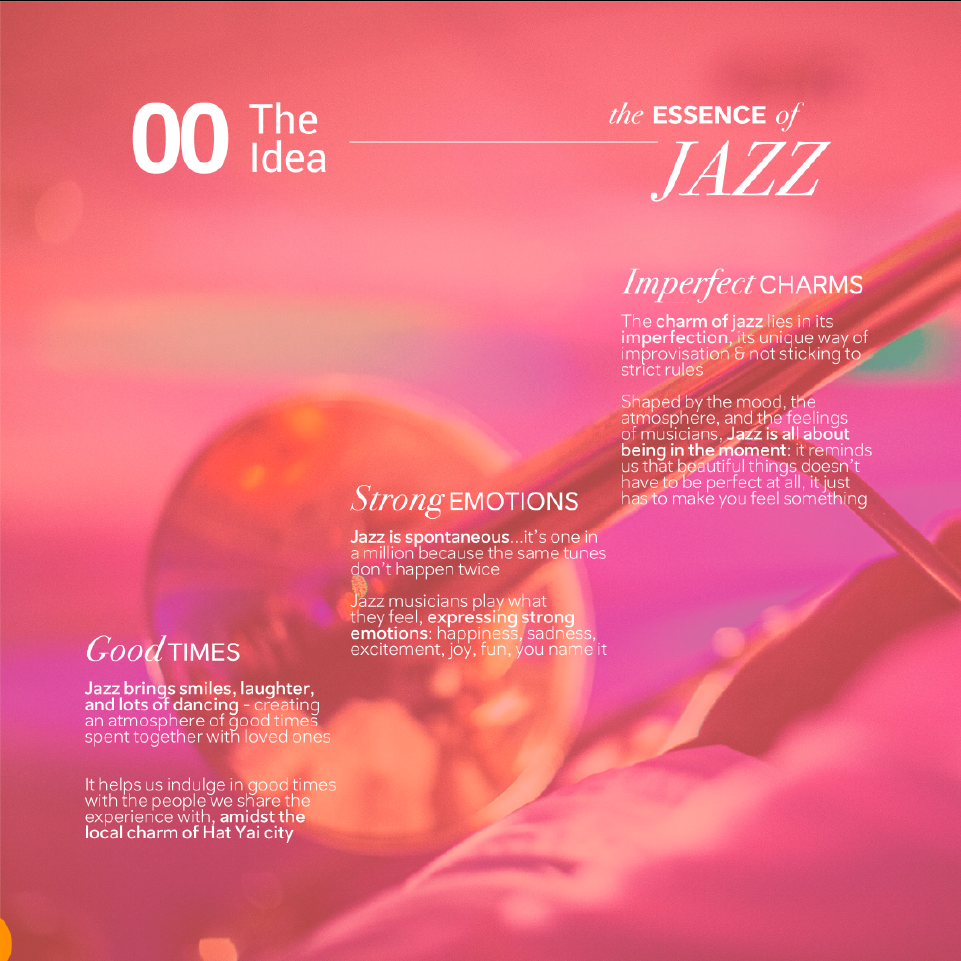 00 The
Idea
the ESSENCE of
JAZZ
Imperfect CHARMS
The charm of jazz lies in its
imperfection, its unique way of
improvisation & not sticking to
strict rules
Shaped by the mood, the
atmosphere, and the feelings
of musicians, Jazz is all about
being in the moment: it reminds
us that beautiful things doesn't
have to be perfect at all, it just
has to make you feel something
Strong EMOTIONS
Jazz is spontaneous...it's one in
a million because the same tunes
don't happen twice
Jazz musicians play what
they feel, expressing strong
emotions: happiness, sadness,
excitement, joy, fun, you name it
Good TIMES
Jazz brings smiles, laughter,
and lots of dancing - creating
an atmosphere of good times
spent together with loved ones
It helps us indulge in good times
with the people we share the
experience with, amidst the
local charm of Hat Yai city